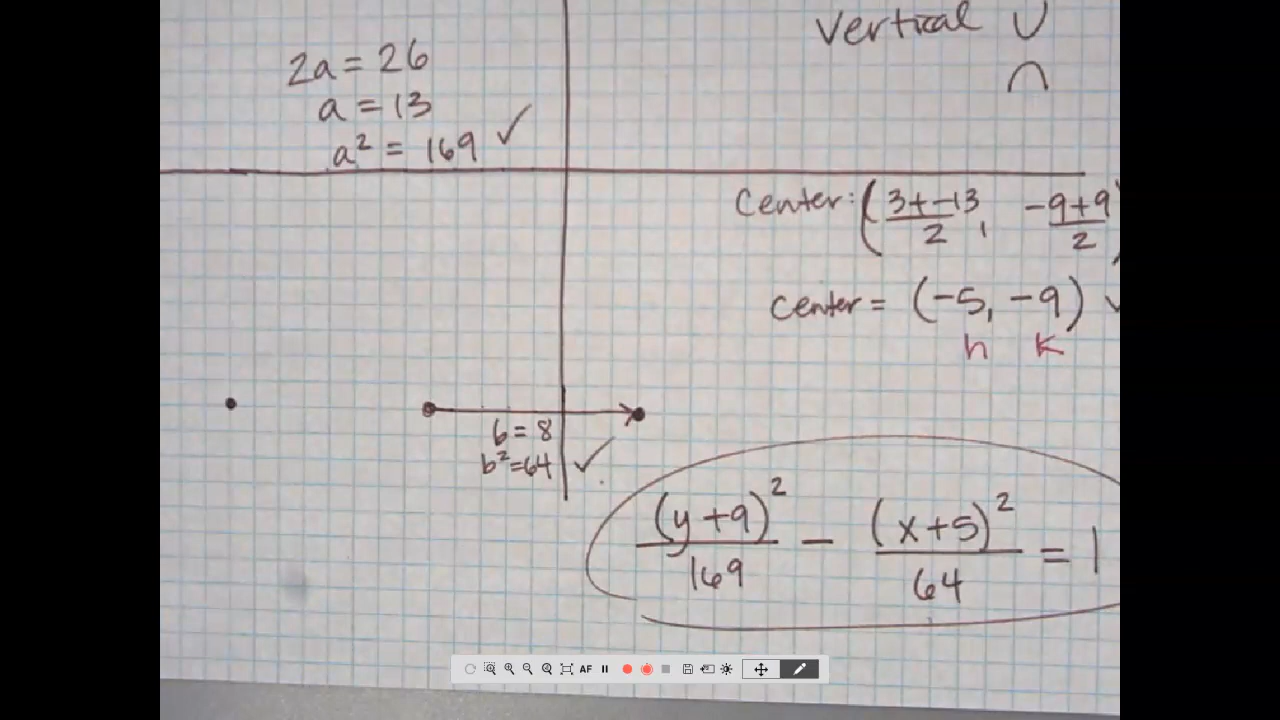 2a = 26
a = 13
a² = 169 ✓
Vertical ∪
∩
Center: (3+-13/2, -9+9/2)
Center = (-5, -9) ✓
h k
b = 8
b² = 64 ✓
(y+9)²/169 - (x+5)²/64 = 1
AF